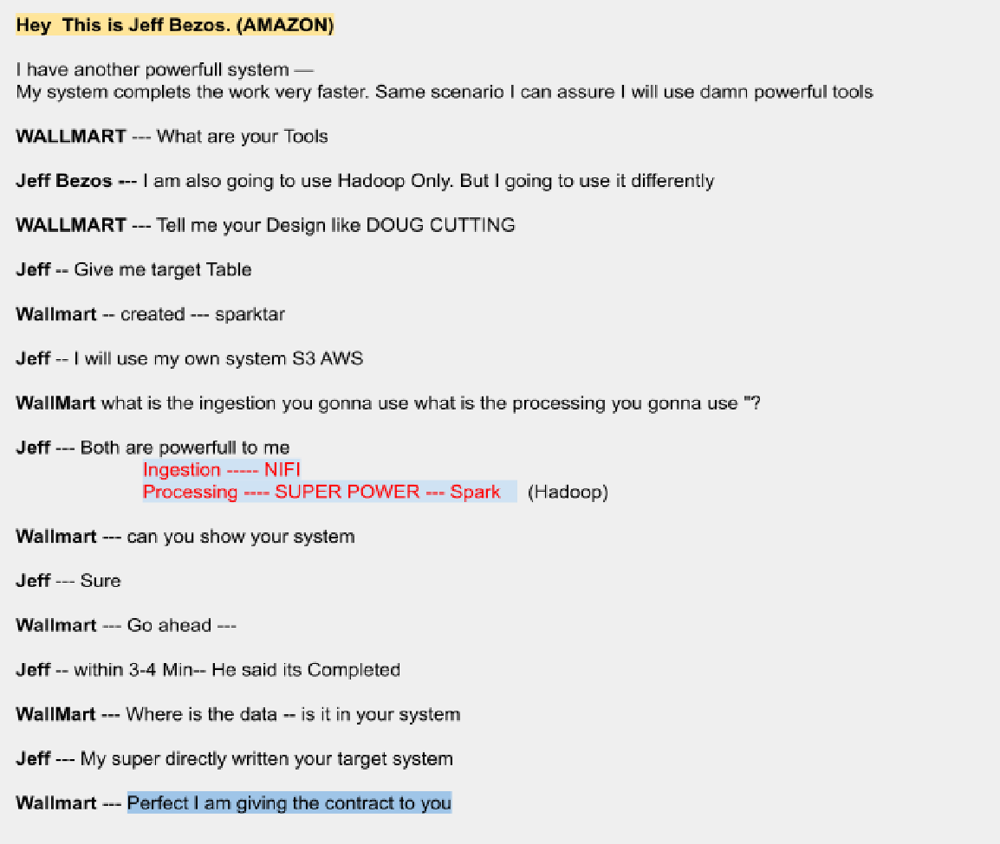 Hey  This is Jeff Bezos. (AMAZON)
I have another powerfull system —
My system complets the work very faster. Same scenario I can assure I will use damn powerful tools
WALLMART --- What are your Tools
Jeff Bezos --- I am also going to use Hadoop Only. But I going to use it differently
WALLMART --- Tell me your Design like DOUG CUTTING
Jeff -- Give me target Table
Wallmart -- created --- sparktar
Jeff -- I will use my own system S3 AWS
WallMart what is the ingestion you gonna use what is the processing you gonna use "?
Jeff --- Both are powerfull to me
Ingestion ----- NIFI
Processing ---- SUPER POWER --- Spark   (Hadoop)
Wallmart --- can you show your system
Jeff --- Sure
Wallmart --- Go ahead ---
Jeff -- within 3-4 Min-- He said its Completed
WallMart --- Where is the data -- is it in your system
Jeff --- My super directly written your target system
Wallmart --- Perfect I am giving the contract to you